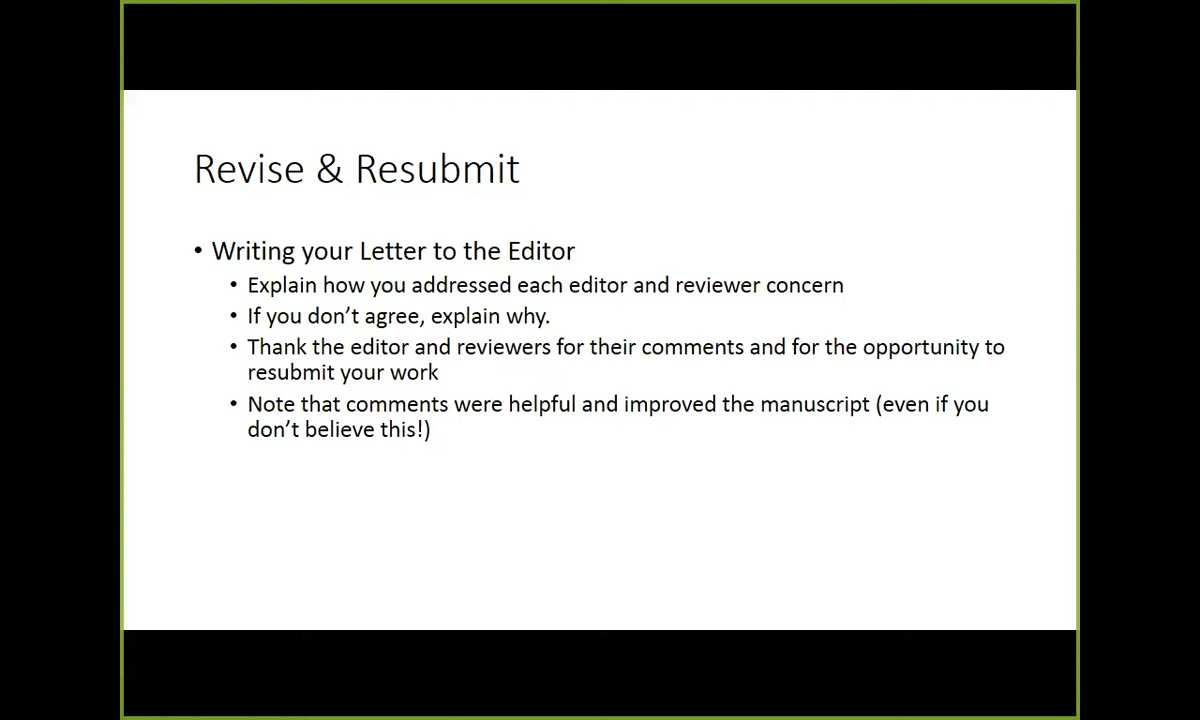 Revise & Resubmit
• Writing your Letter to the Editor
• Explain how you addressed each editor and reviewer concern
• If you don’t agree, explain why.
• Thank the editor and reviewers for their comments and for the opportunity to
resubmit your work
• Note that comments were helpful and improved the manuscript (even if you
don’t believe this!)